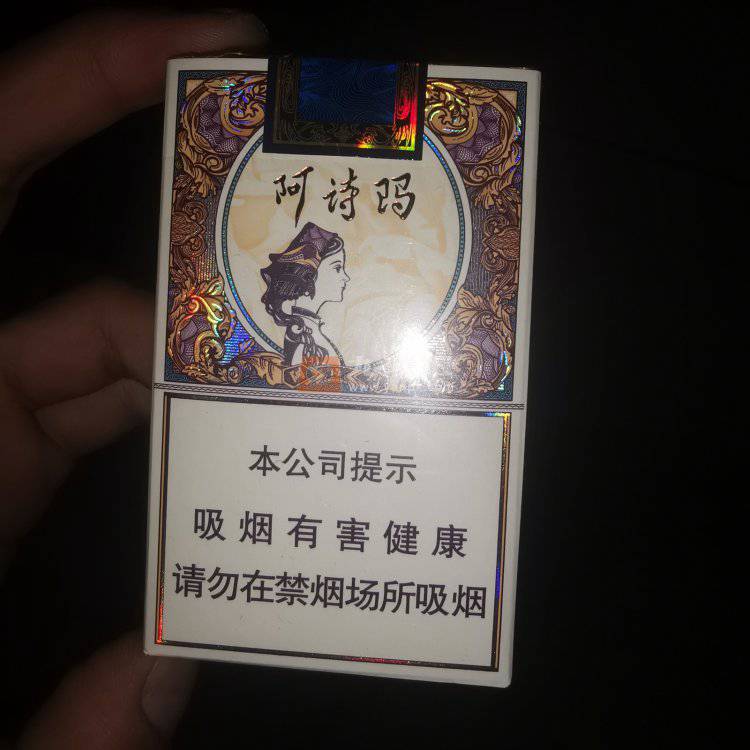 阿诗玛
本公司提示
吸烟有害健康
请勿在禁烟场所吸烟